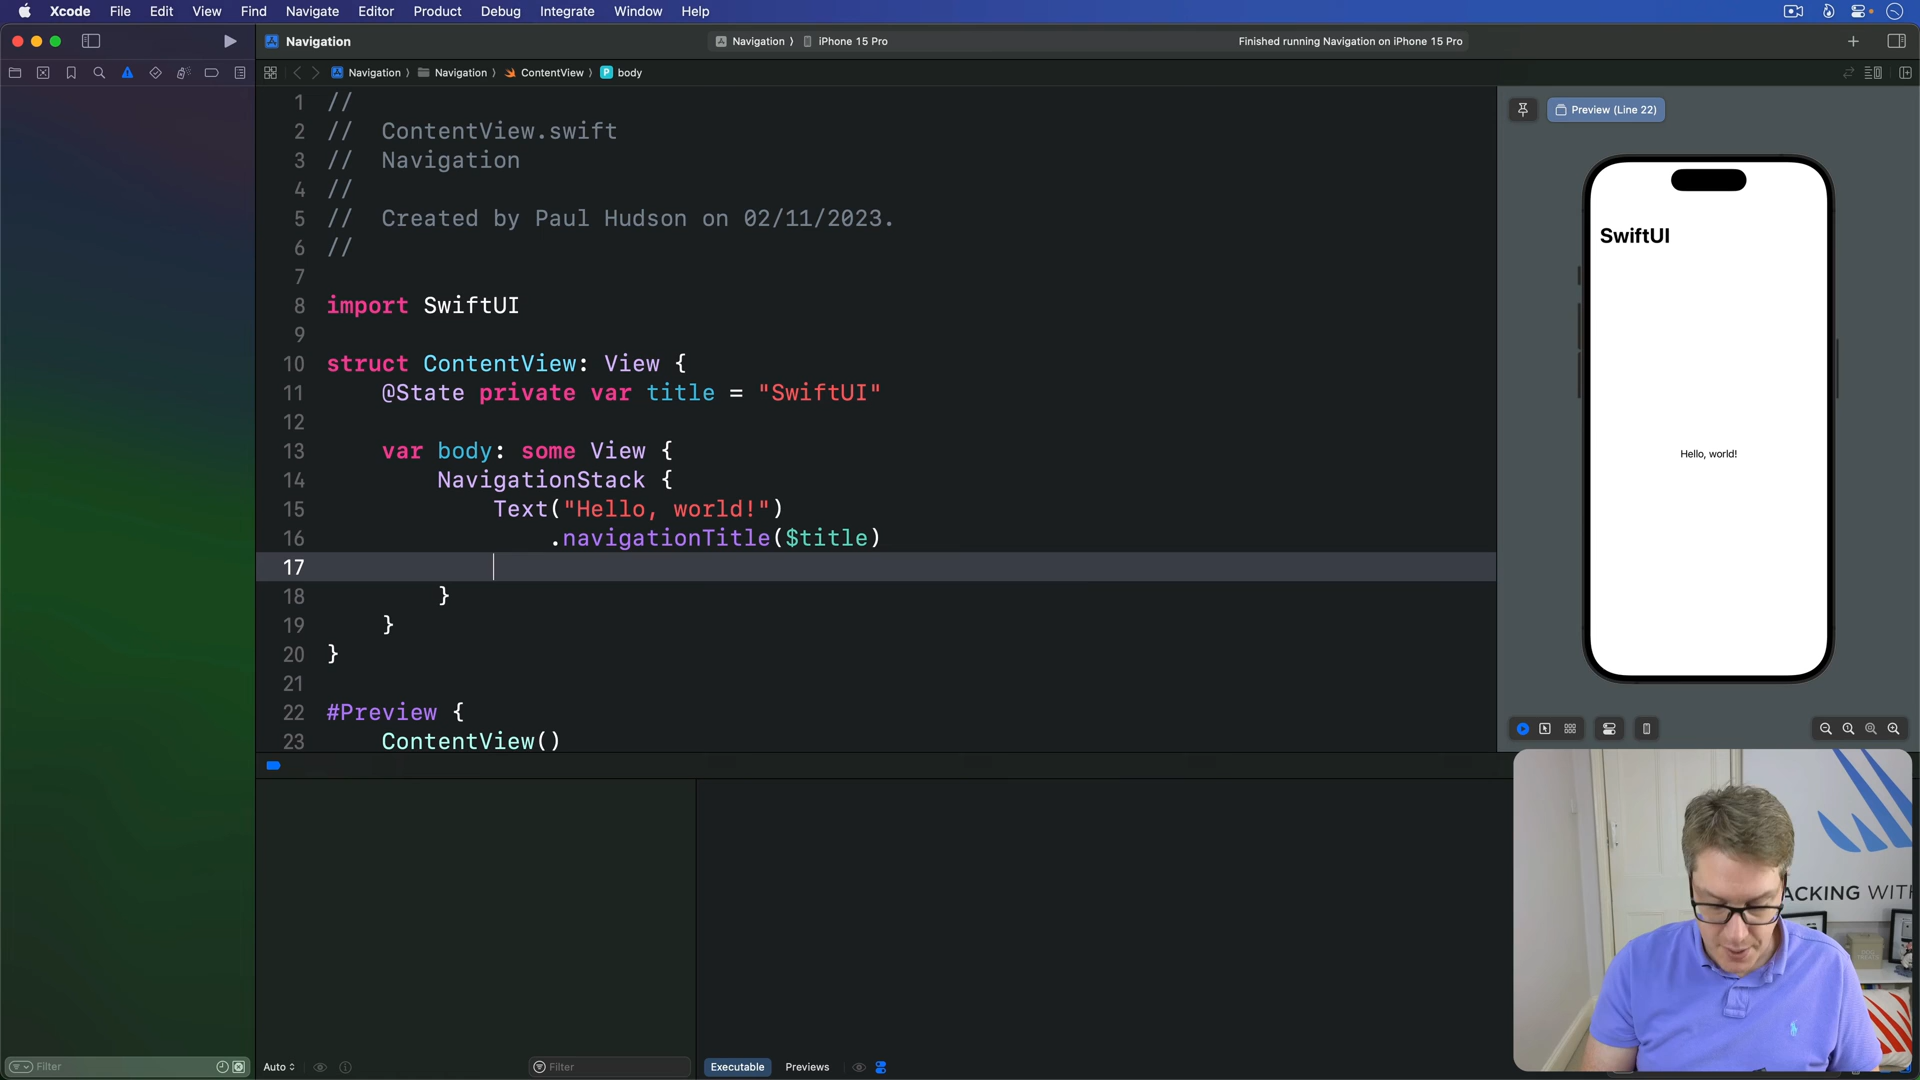 Xcode File Edit View Find Navigate Editor Product Debug Integrate Window Help
Navigation
Navigation 〉 iPhone 15 Pro
Finished running Navigation on iPhone 15 Pro
Navigation 〉 Navigation 〉 ContentView 〉 P body
1 //
2 //  ContentView.swift
3 //  Navigation
4 //
5 //  Created by Paul Hudson on 02/11/2023.
6 //
7
8 import SwiftUI
9
10 struct ContentView: View {
11 @State private var title = "SwiftUI"
12
13 var body: some View {
14 NavigationStack {
15 Text("Hello, world!")
16 .navigationTitle($title)
17
18 }
19 }
20 }
21
22 #Preview {
23 ContentView()
Preview (Line 22)
SwiftUI
Hello, world!
ACKING WITH
Filter
Auto
Filter
Executable Previews